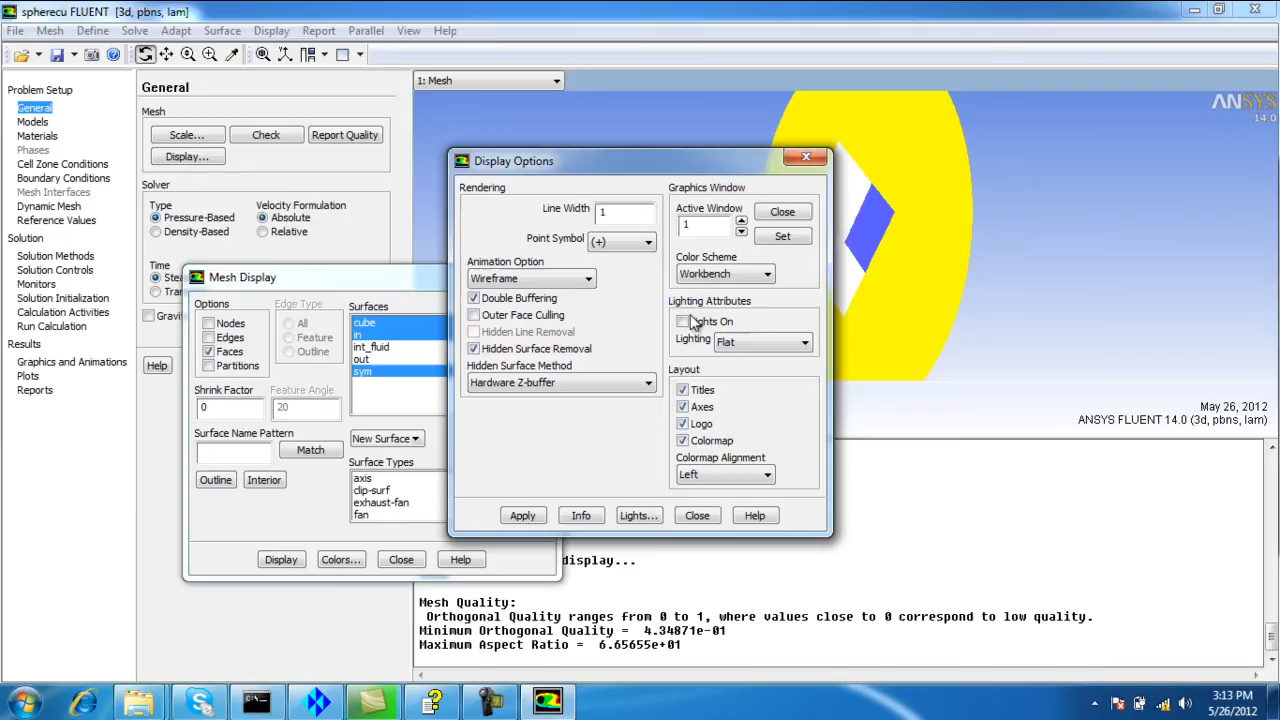 spherecu FLUENT [3d, pbns, lam]
File Mesh Define Solve Adapt Surface Display Report Parallel View Help
Problem Setup
General
Models
Materials
Phases
Cell Zone Conditions
Boundary Conditions
Mesh Interfaces
Dynamic Mesh
Reference Values
Solution
Solution Methods
Solution Controls
Monitors
Solution Initialization
Calculation Activities
Run Calculation
Results
Graphics and Animations
Plots
Reports
General
Mesh
Scale... Check Report Quality
Display...
Solver
Type Velocity Formulation
Pressure-Based Absolute
Density-Based Relative
Time
Gravi
Help
1: Mesh
ANSYS
14.0
May 26, 2012
ANSYS FLUENT 14.0 (3d, pbns, lam)
Mesh Display
Options
Nodes
Edges
Faces
Partitions
Edge Type
All
Feature
Outline
Shrink Factor Feature Angle
0 20
Surface Name Pattern
Match
Outline Interior
Surfaces
cube
in
int_fluid
out
sym
New Surface
Surface Types
axis
clip-surf
exhaust-fan
fan
Display Colors... Close Help
Display Options
Rendering
Line Width 1
Point Symbol (+)
Animation Option
Wireframe
Double Buffering
Outer Face Culling
Hidden Line Removal
Hidden Surface Removal
Hidden Surface Method
Hardware Z-buffer
Graphics Window
Active Window
1
Close
Set
Color Scheme
Workbench
Lighting Attributes
Lights On
Lighting Flat
Layout
Titles
Axes
Logo
Colormap
Colormap Alignment
Left
Apply Info Lights... Close Help
display...
Mesh Quality:
Orthogonal Quality ranges from 0 to 1, where values close to 0 correspond to low quality.
Minimum Orthogonal Quality = 4.34871e-01
Maximum Aspect Ratio = 6.65655e+01
3:13 PM
5/26/2012